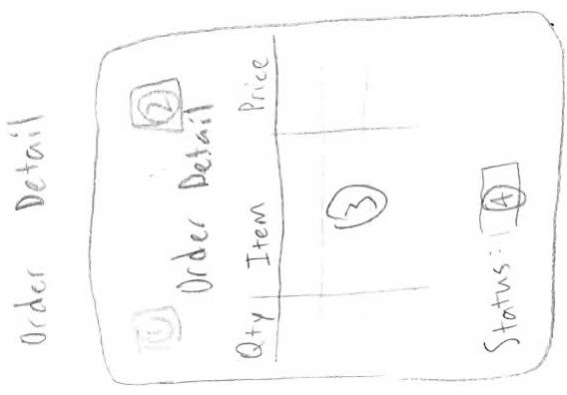 Order Detail
1 2
Order Detail
Qty Item Price
3
Status: 4